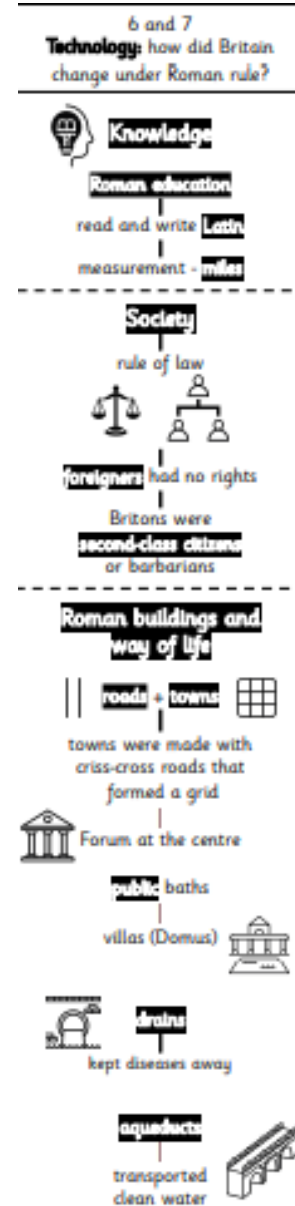 6 and 7
Technology: how did Britain
change under Roman rule?
Knowledge
Roman education
read and write Latin
measurement - miles
Society
rule of law
foreigners had no rights
Britons were
second-class citizens
or barbarians
Roman buildings and
way of life
roads + towns
towns were made with
criss-cross roads that
formed a grid
Forum at the centre
public baths
villas (Domus)
drains
kept diseases away
aqueducts
transported
clean water